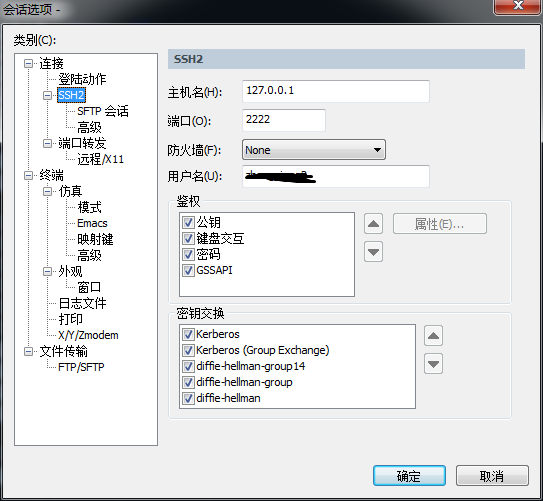 会话选项 -
类别(C):
连接
登陆动作
SSH2
SFTP 会话
高级
端口转发
远程/X11
终端
仿真
模式
Emacs
映射键
高级
外观
窗口
日志文件
打印
X/Y/Zmodem
文件传输
FTP/SFTP
SSH2
主机名(H): 127.0.0.1
端口(O): 2222
防火墙(F): None
用户名(U):
鉴权
公钥
键盘交互
密码
GSSAPI
属性(E)...
密钥交换
Kerberos
Kerberos (Group Exchange)
diffie-hellman-group14
diffie-hellman-group
diffie-hellman
确定
取消